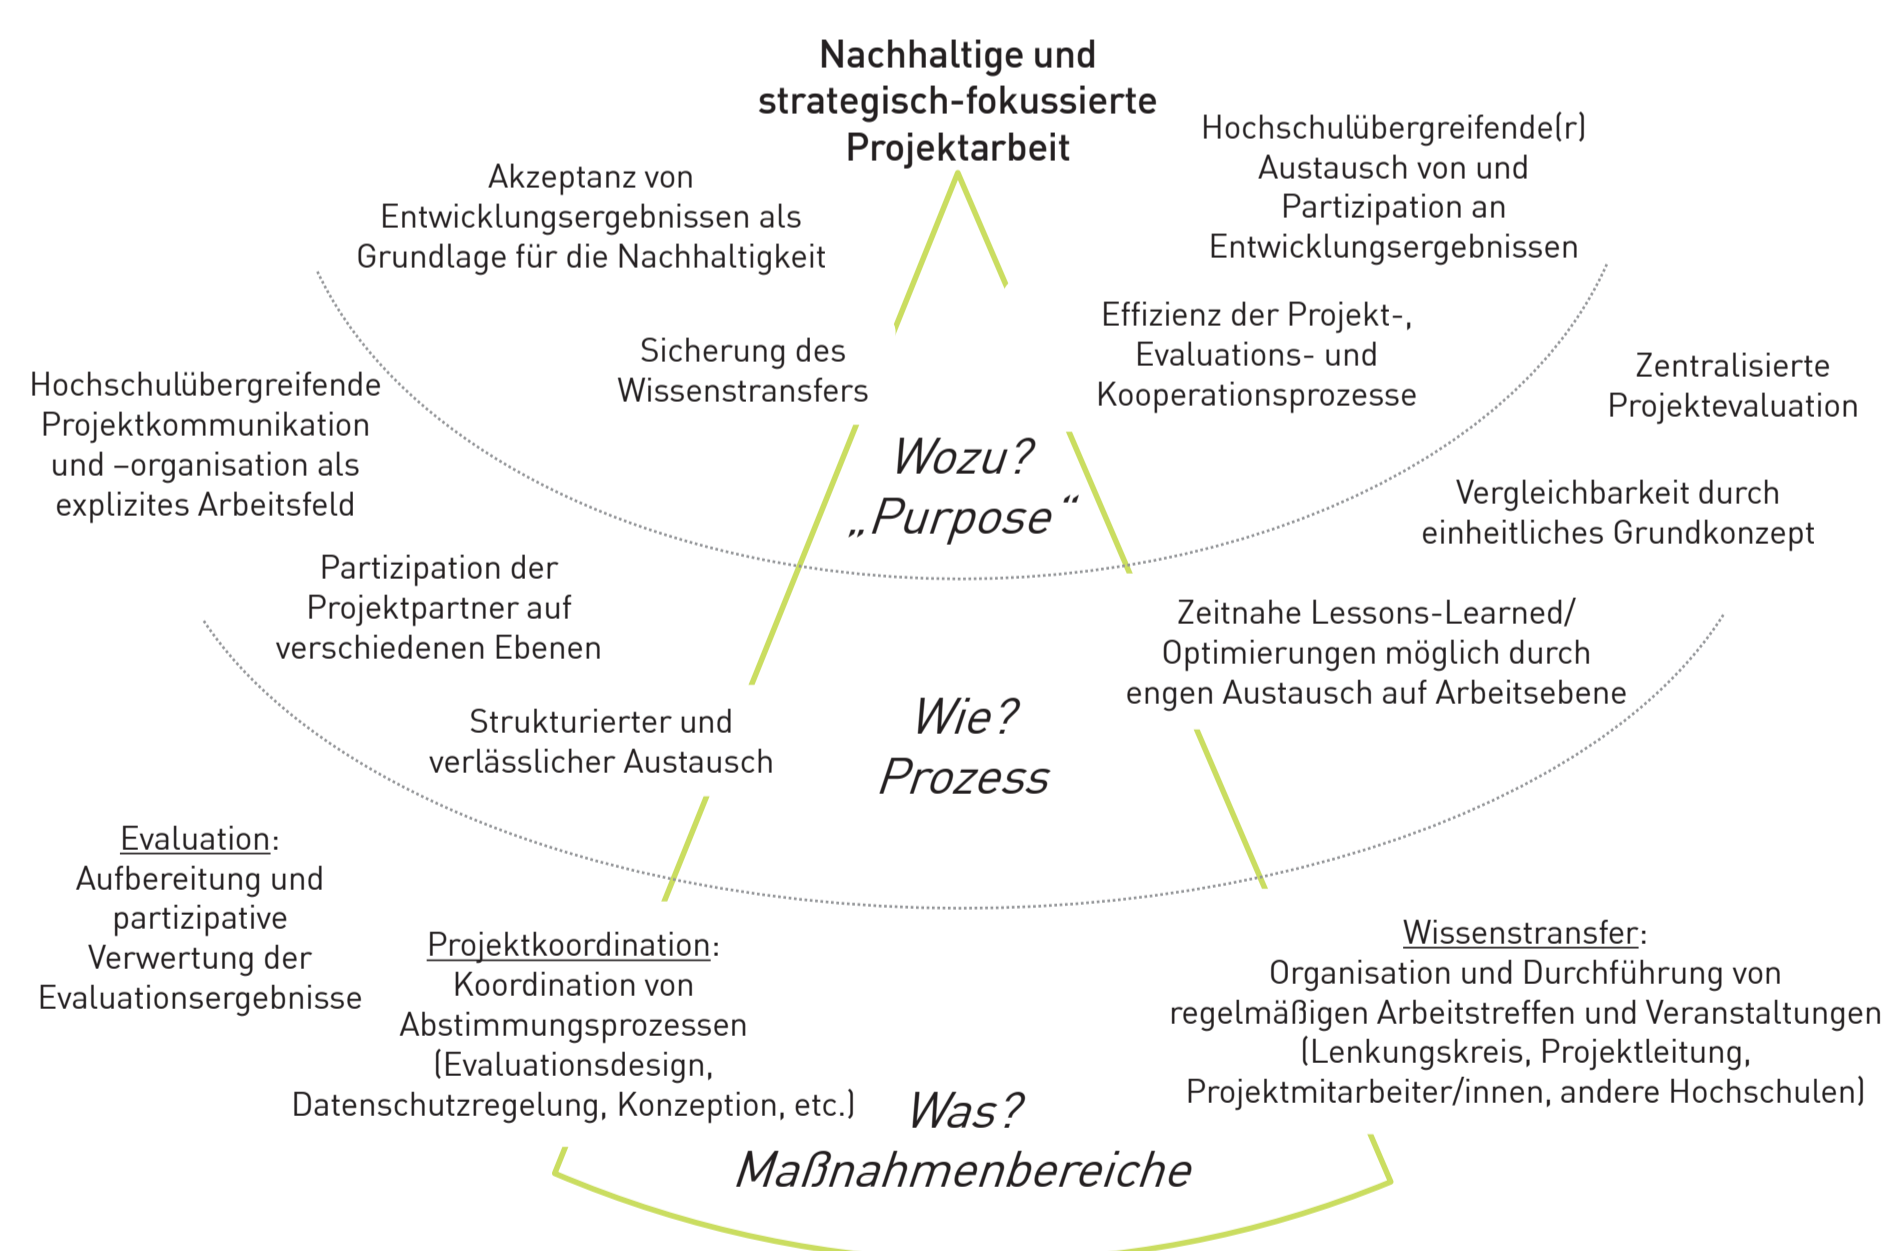 Nachhaltige und
strategisch-fokussierte
Projektarbeit
Akzeptanz von
Entwicklungsergebnissen als
Grundlage für die Nachhaltigkeit
Hochschulübergreifende(r)
Austausch von und
Partizipation an
Entwicklungsergebnissen
Sicherung des
Wissenstransfers
Effizienz der Projekt-,
Evaluations- und
Kooperationsprozesse
Wozu?
„Purpose“
Hochschulübergreifende
Projektkommunikation
und –organisation als
explizites Arbeitsfeld
Zentralisierte
Projektevaluation
Vergleichbarkeit durch
einheitliches Grundkonzept
Partizipation der
Projektpartner auf
verschiedenen Ebenen
Zeitnahe Lessons-Learned/
Optimierungen möglich durch
engen Austausch auf Arbeitsebene
Strukturierter und
verlässlicher Austausch
Wie?
Prozess
Evaluation:
Aufbereitung und
partizipative
Verwertung der
Evaluationsergebnisse
Projektkoordination:
Koordination von
Abstimmungsprozessen
(Evaluationsdesign,
Datenschutzregelung, Konzeption, etc.)
Wissenstransfer:
Organisation und Durchführung von
regelmäßigen Arbeitstreffen und Veranstaltungen
(Lenkungskreis, Projektleitung,
Projektmitarbeiter/innen, andere Hochschulen)
Was?
Maßnahmenbereiche